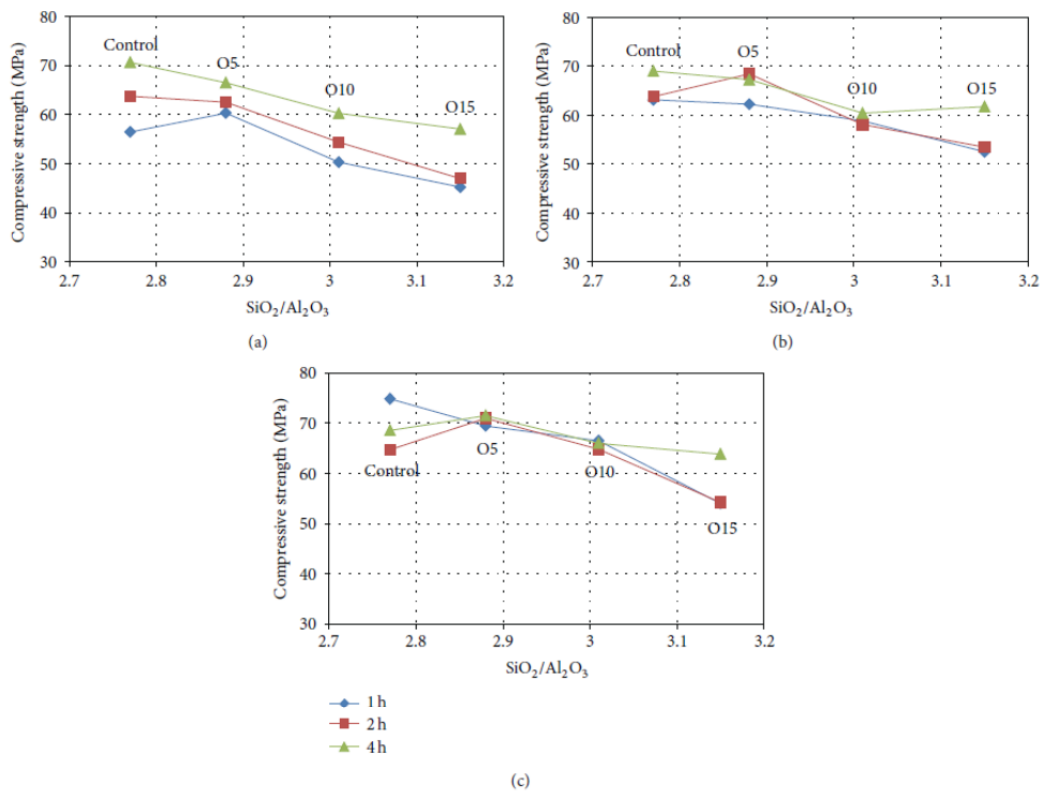 Compressive strength (MPa)
80
70
60
50
40
30
Control
O5
O10
O15
2.7
2.8
2.9
3
3.1
3.2
SiO₂/Al₂O₃
(a)
Compressive strength (MPa)
80
70
60
50
40
30
Control
O5
O10
O15
2.7
2.8
2.9
3
3.1
3.2
SiO₂/Al₂O₃
(b)
Compressive strength (MPa)
80
70
60
50
40
30
Control
O5
O10
O15
2.7
2.8
2.9
3
3.1
3.2
SiO₂/Al₂O₃
1 h
2 h
4 h
(c)